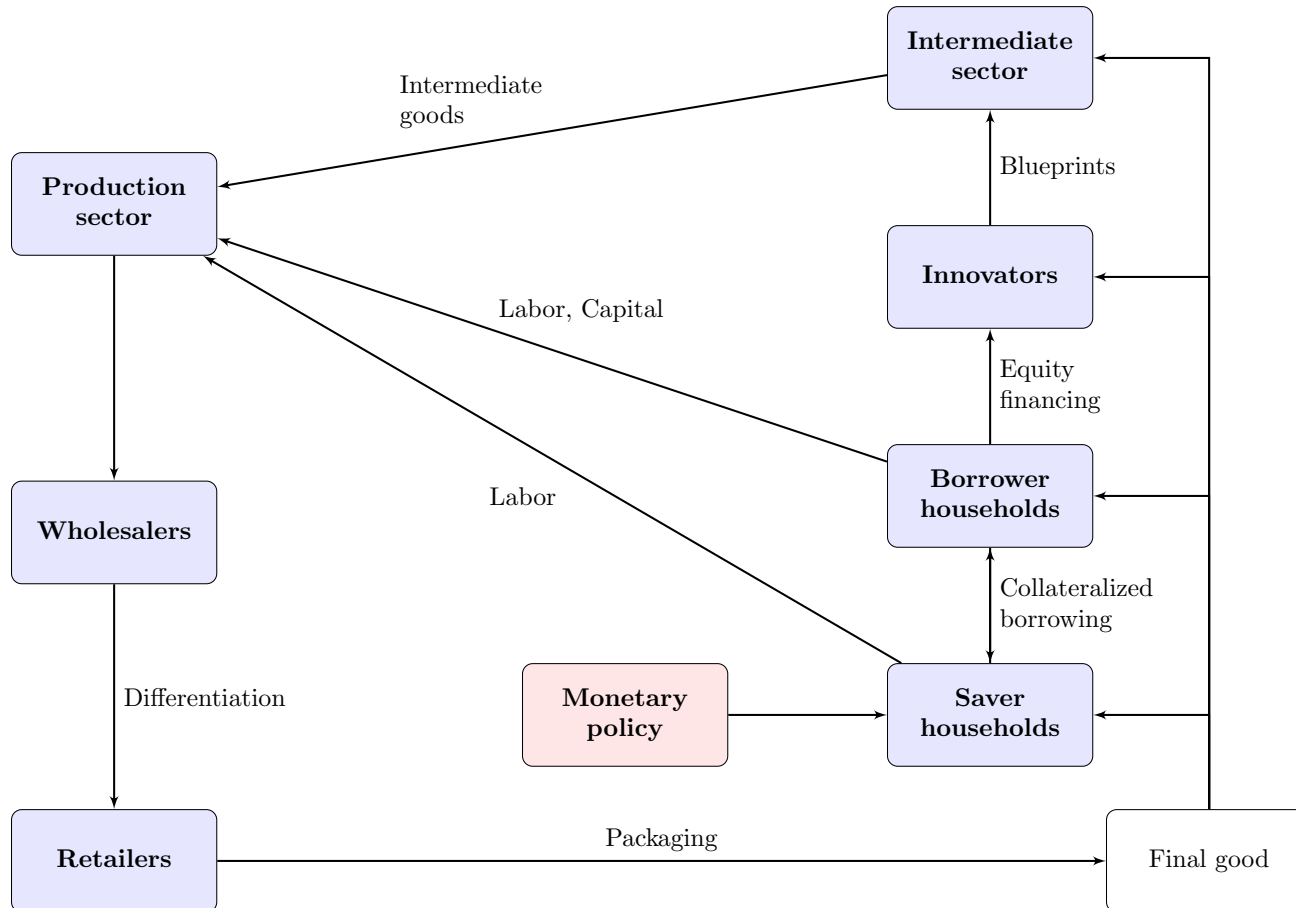 Intermediate
sector
Intermediate
goods
Blueprints
Production
sector
Innovators
Labor, Capital
Equity
financing
Borrower
households
Labor
Wholesalers
Collateralized
borrowing
Monetary
policy
Saver
households
Differentiation
Packaging
Retailers
Final good